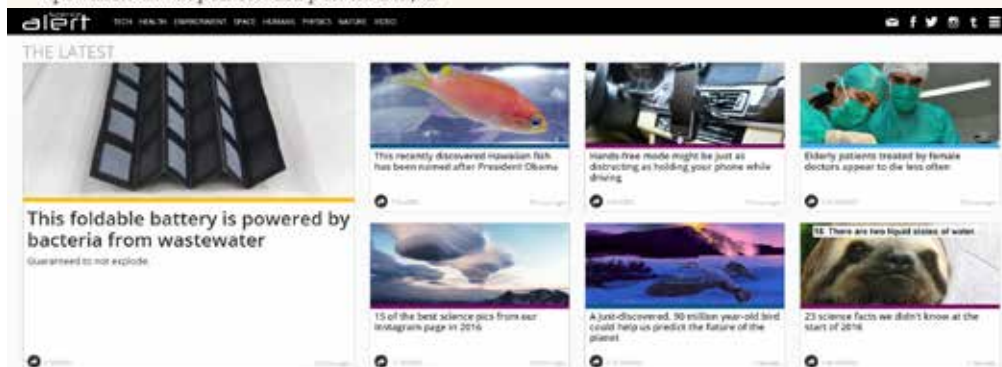 alert
TECH HEALTH ENVIRONMENT SPACE HUMANS PHYSICS NATURE VIDEO
THE LATEST
This foldable battery is powered by
bacteria from wastewater
Guaranteed to not explode.
This recently discovered Hawaiian fish
has been named after President Obama
Hands-free mode might be just as
distracting as holding your phone while
driving
Elderly patients treated by female
doctors appear to die less often
15 of the best science pics from our
Instagram page in 2016
A just-discovered, 90 million year-old bird
could help us predict the future of the
planet
16. There are two liquid states of water.
23 science facts we didn't know at the
start of 2016